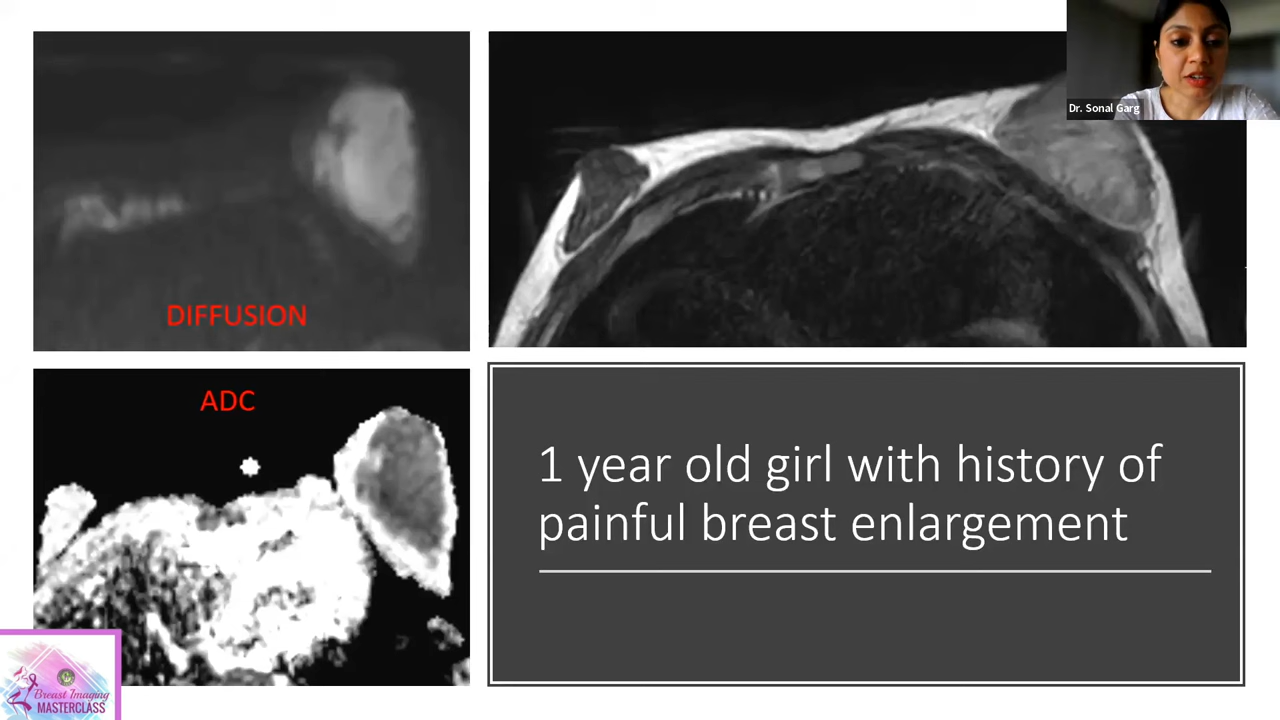 Dr. Sonal Garg
DIFFUSION
ADC
1 year old girl with history of
painful breast enlargement
Breast Imaging
MASTERCLASS